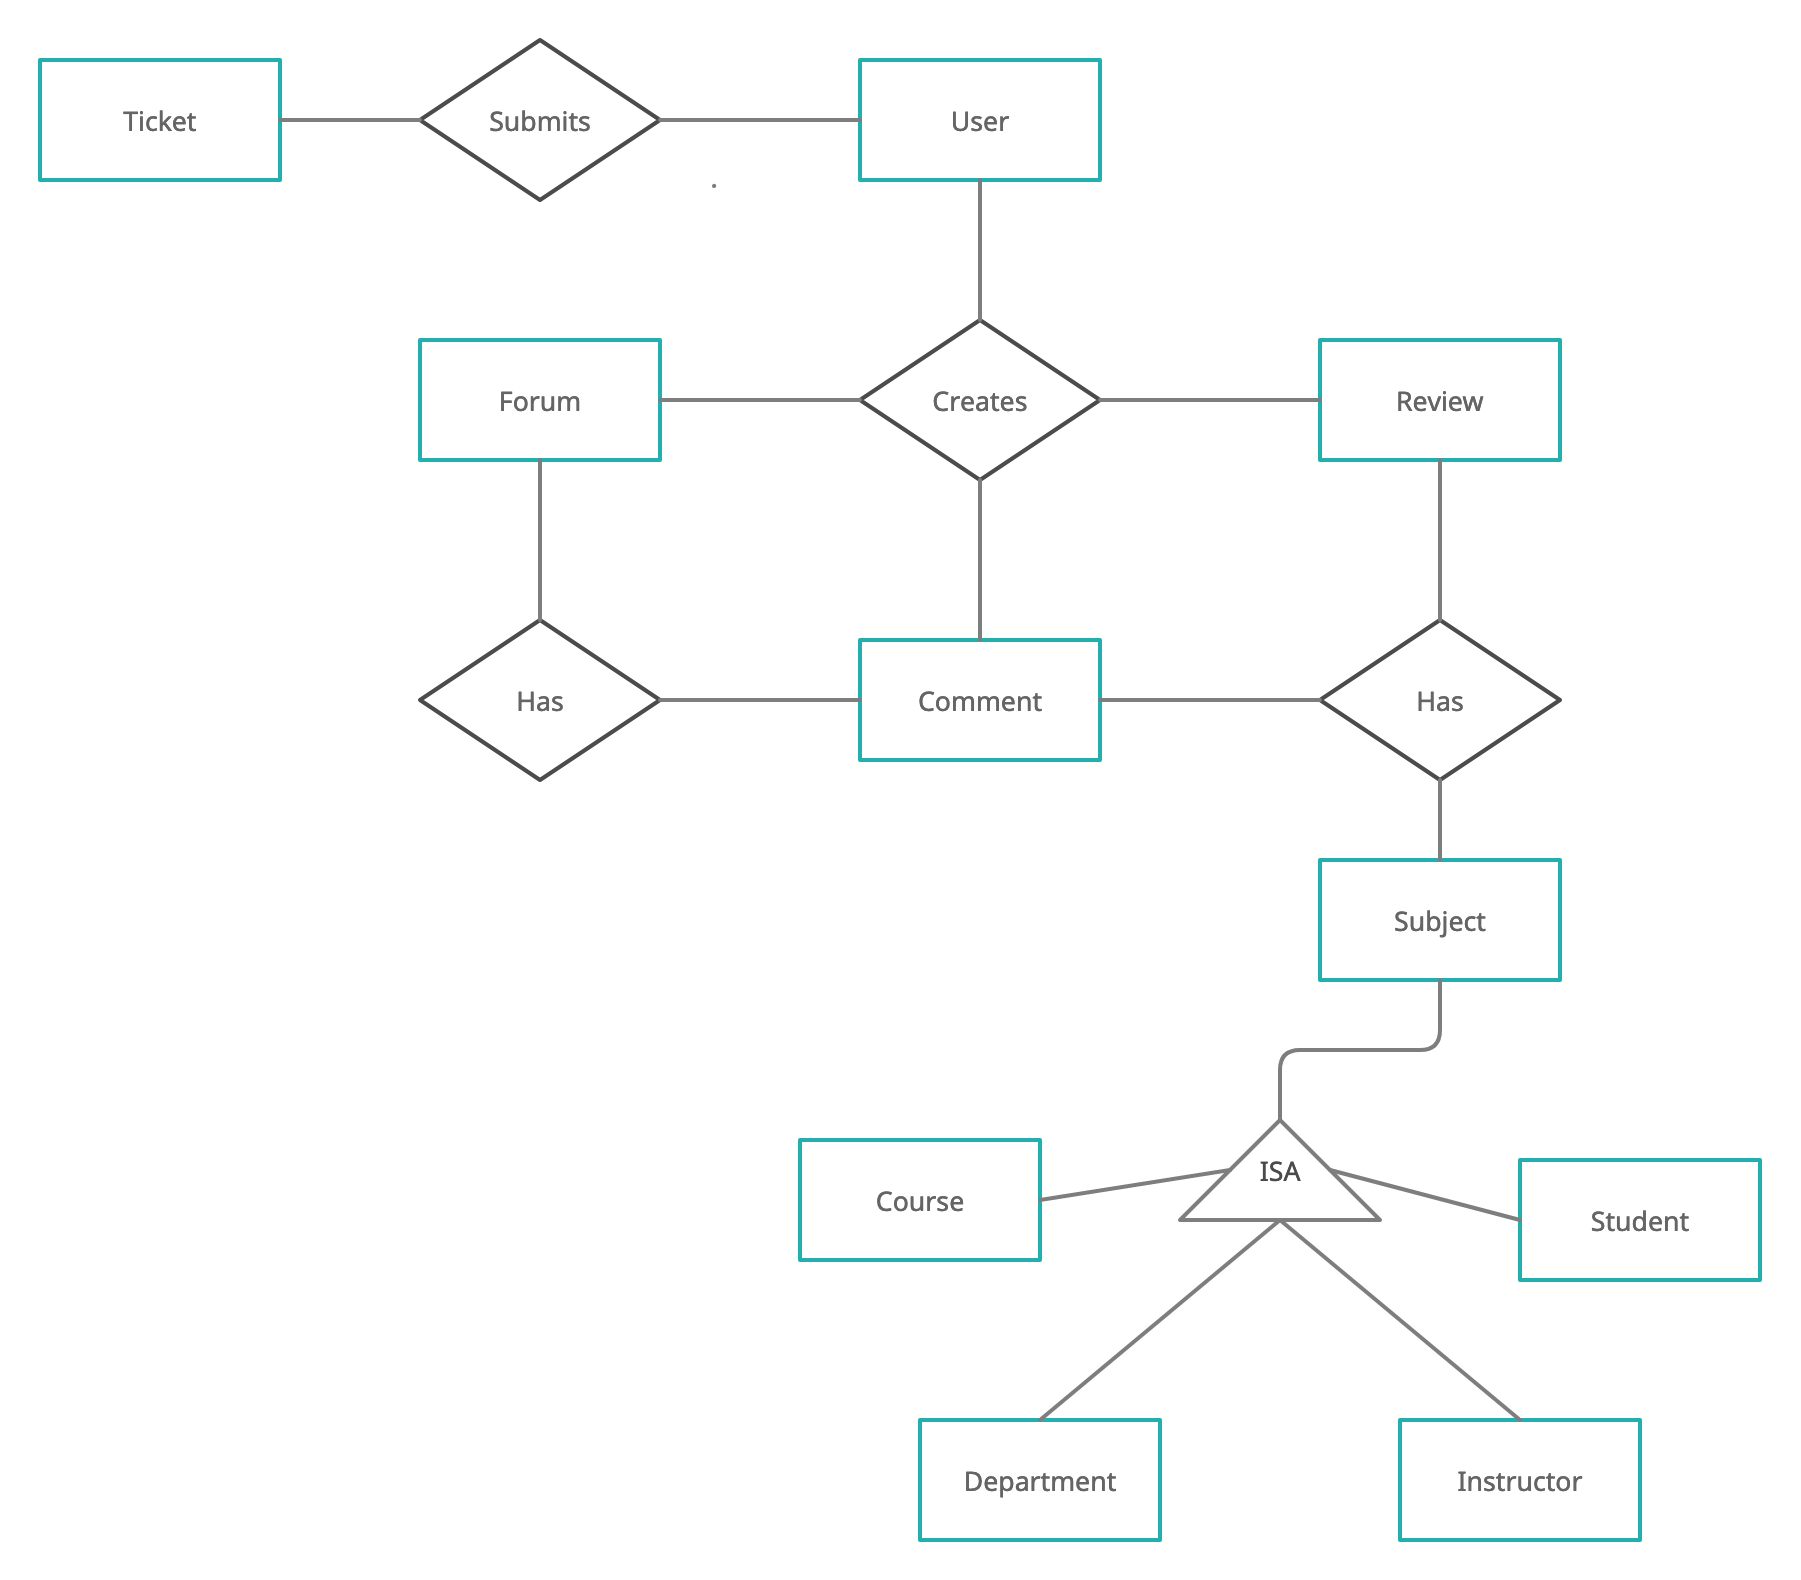 Ticket
Submits
User
Forum
Creates
Review
Has
Comment
Has
Subject
ISA
Course
Student
Department
Instructor